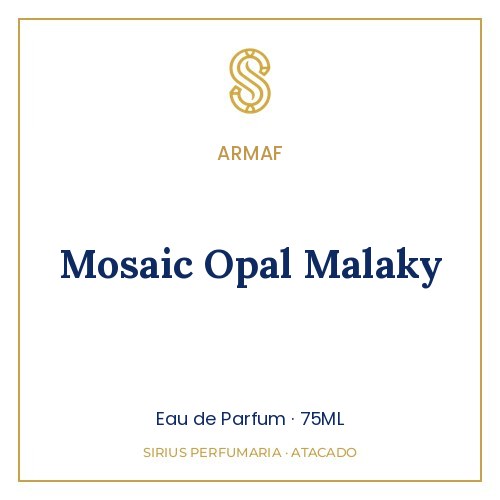 ARMAF
Mosaic Opal Malaky
Eau de Parfum · 75ML
SIRIUS PERFUMARIA · ATACADO